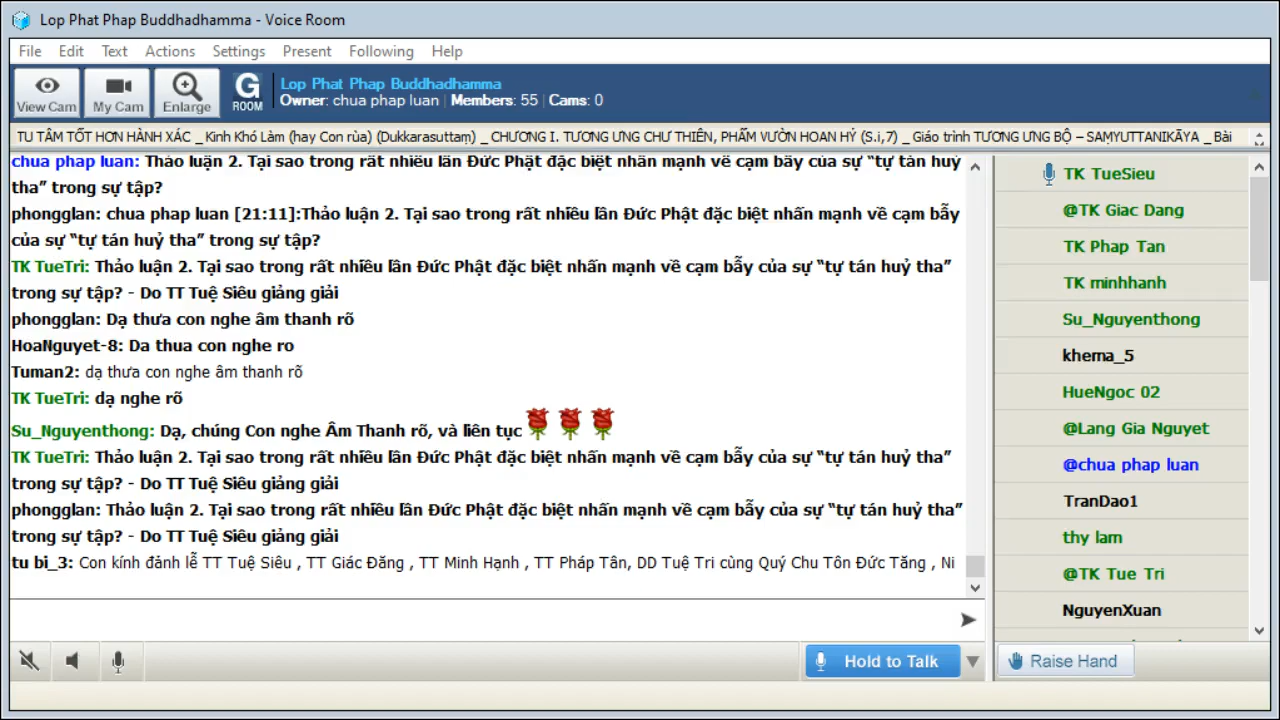 Lop Phat Phap Buddhadhamma - Voice Room
File Edit Text Actions Settings Present Following Help
View Cam My Cam Enlarge G ROOM
Lop Phat Phap Buddhadhamma
Owner: chua phap luan | Members: 55 | Cams: 0
TU TÂM TỐT HƠN HÀNH XÁC _Kinh Khó Làm (hay Con rùa) (Dukkarasuttaṃ) _ CHƯƠNG I. TƯƠNG ƯNG CHƯ THIÊN, PHẨM VƯỜN HOAN HỶ (S.i,7) _ Giáo trình TƯƠNG ƯNG BỘ – SAṂYUTTANIKĀYA _ Bài
chua phap luan: Thảo luận 2. Tại sao trong rất nhiều lần Đức Phật đặc biệt nhấn mạnh về cạm bẫy của sự “tự tán huỷ
tha” trong sự tập?
phongglan: chua phap luan [21:11]:Thảo luận 2. Tại sao trong rất nhiều lần Đức Phật đặc biệt nhấn mạnh về cạm bẫy
của sự “tự tán huỷ tha” trong sự tập?
TK TueTri: Thảo luận 2. Tại sao trong rất nhiều lần Đức Phật đặc biệt nhấn mạnh về cạm bẫy của sự “tự tán huỷ tha”
trong sự tập? - Do TT Tuệ Siêu giảng giải
phongglan: Dạ thưa con nghe âm thanh rõ
HoaNguyet-8: Da thua con nghe ro
Tuman2: dạ thưa con nghe âm thanh rõ
TK TueTri: dạ nghe rõ
Su_Nguyenthong: Dạ, chúng Con nghe Âm Thanh rõ, và liên tục
TK TueTri: Thảo luận 2. Tại sao trong rất nhiều lần Đức Phật đặc biệt nhấn mạnh về cạm bẫy của sự “tự tán huỷ tha”
trong sự tập? - Do TT Tuệ Siêu giảng giải
phongglan: Thảo luận 2. Tại sao trong rất nhiều lần Đức Phật đặc biệt nhấn mạnh về cạm bẫy của sự “tự tán huỷ tha”
trong sự tập? - Do TT Tuệ Siêu giảng giải
tu bi_3: Con kính đảnh lễ TT Tuệ Siêu , TT Giác Đăng , TT Minh Hạnh , TT Pháp Tân, DD Tuệ Tri cùng Quý Chu Tôn Đức Tăng , Ni
Hold to Talk
TK TueSieu
@TK Giac Dang
TK Phap Tan
TK minhhanh
Su_Nguyenthong
khema_5
HueNgoc 02
@Lang Gia Nguyet
@chua phap luan
TranDao1
thy lam
@TK Tue Tri
NguyenXuan
Raise Hand